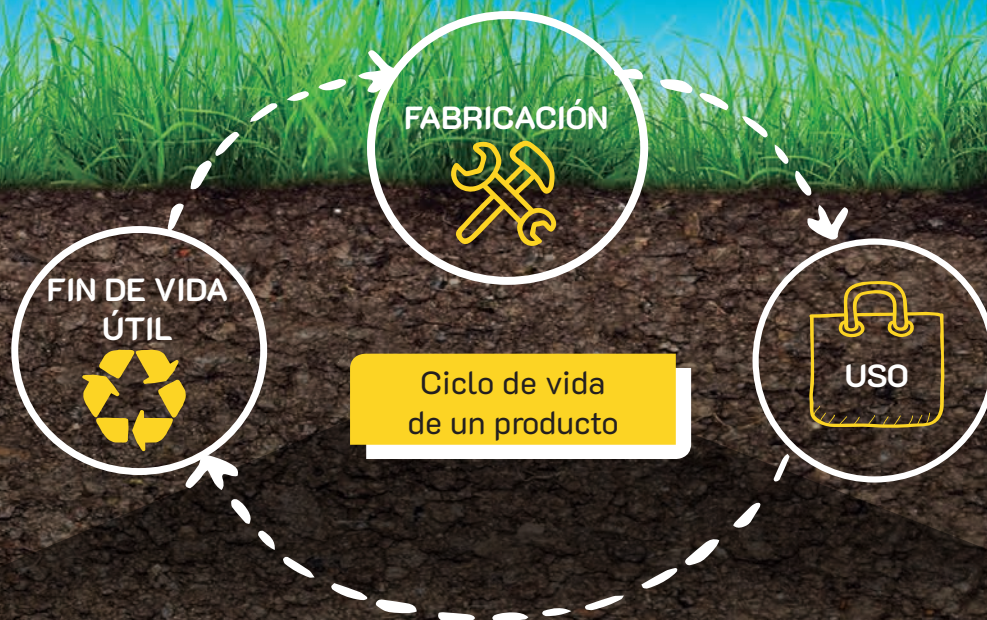 FABRICACIÓN
FIN DE VIDA
ÚTIL
USO
Ciclo de vida
de un producto